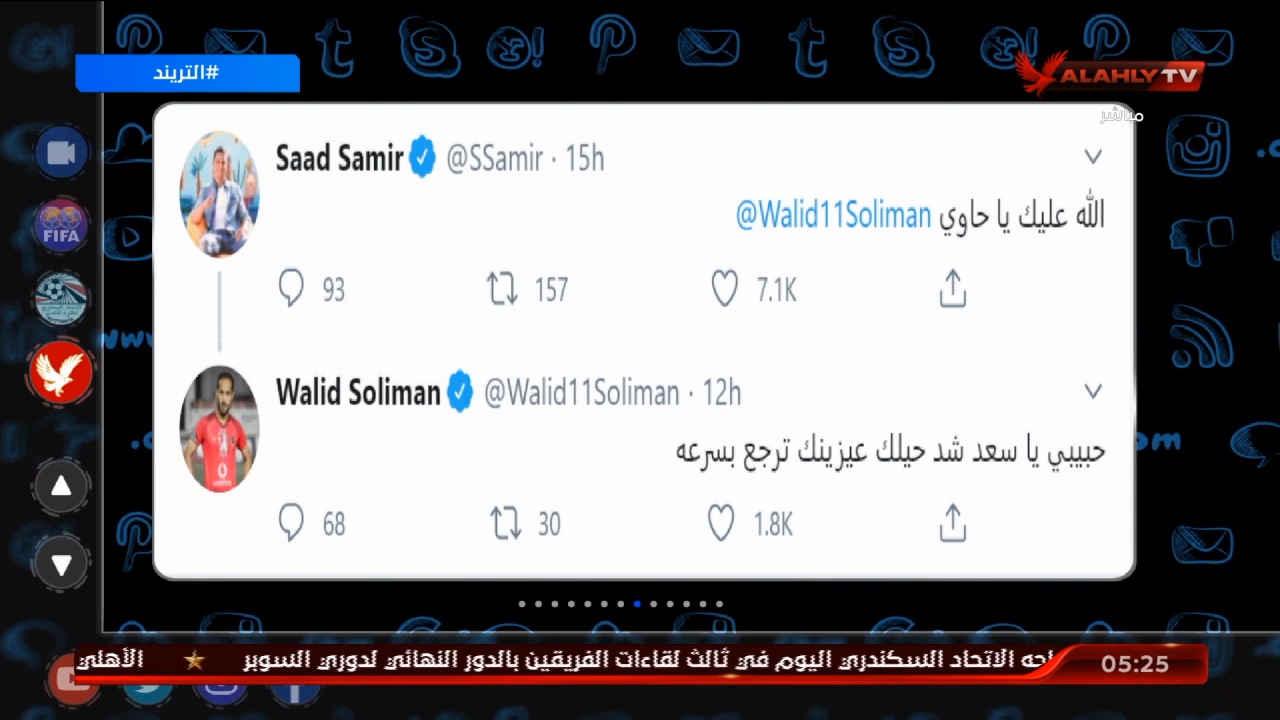 #التريند
ALAHLY TV
مباشر
Saad Samir @SSamir · 15h
الله عليك يا حاوي @Walid11Soliman
93 157 7.1K
Walid Soliman @Walid11Soliman · 12h
حبيبي يا سعد شد حيلك عيزينك ترجع بسرعه
68 30 1.8K
FIFA
الاتحاد السكندري اليوم في ثالث لقاءات الفريقين بالدور النهائي لدوري السوبر ★ الأهلي
05:25